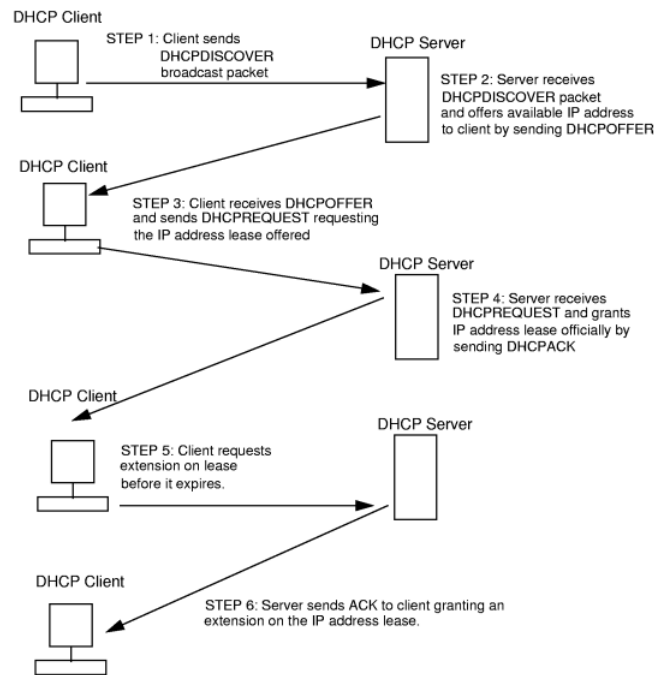 DHCP Client
STEP 1: Client sends
DHCPDISCOVER
broadcast packet
DHCP Server
STEP 2: Server receives
DHCPDISCOVER packet
and offers available IP address
to client by sending DHCPOFFER
DHCP Client
STEP 3: Client receives DHCPOFFER
and sends DHCPREQUEST requesting
the IP address lease offered
DHCP Server
STEP 4: Server receives
DHCPREQUEST and grants
IP address lease officially by
sending DHCPACK
DHCP Client
DHCP Server
STEP 5: Client requests
extension on lease
before it expires.
DHCP Client
STEP 6: Server sends ACK to client granting an
extension on the IP address lease.